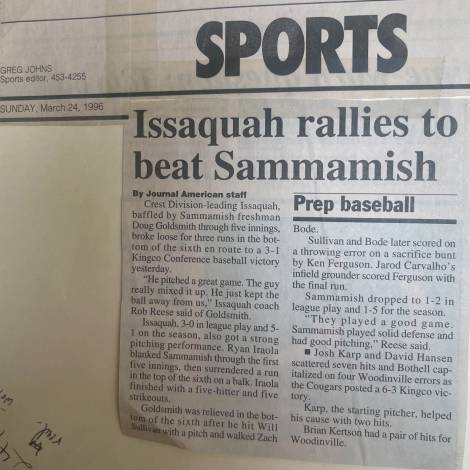 SPORTS
GREG JOHNS
Sports editor, 453-4255
SUNDAY, March 24, 1996
Issaquah rallies to
beat Sammamish
By Journal American staff
Crest Division-leading Issaquah,
baffled by Sammamish freshman
Doug Goldsmith through five innings,
broke loose for three runs in the bot-
tom of the sixth en route to a 3-1
Kingco Conference baseball victory
yesterday.
"He pitched a great game. The guy
really mixed it up. He just kept the
ball away from us," Issaquah coach
Rob Reese said of Goldsmith.
Issaquah, 3-0 in league play and 5-
1 on the season, also got a strong
pitching performance. Ryan Iraola
blanked Sammamish through the first
five innings, then surrendered a run
in the top of the sixth on a balk. Iraola
finished with a five-hitter and five
strikeouts.
Goldsmith was relieved in the bot-
tom of the sixth after he hit Will
Sullivan with a pitch and walked Zach
Prep baseball
Bode.
Sullivan and Bode later scored on
a throwing error on a sacrifice bunt
by Ken Ferguson. Jarod Carvalho's
infield grounder scored Ferguson with
the final run.
Sammamish dropped to 1-2 in
league play and 1-5 for the season.
"They played a good game.
Sammamish played solid defense and
had good pitching," Reese said.
■ Josh Karp and David Hansen
scattered seven hits and Bothell cap-
italized on four Woodinville errors as
the Cougars posted a 6-3 Kingco vic-
tory.
Karp, the starting pitcher, helped
his cause with two hits.
Brian Kertson had a pair of hits for
Woodinville.